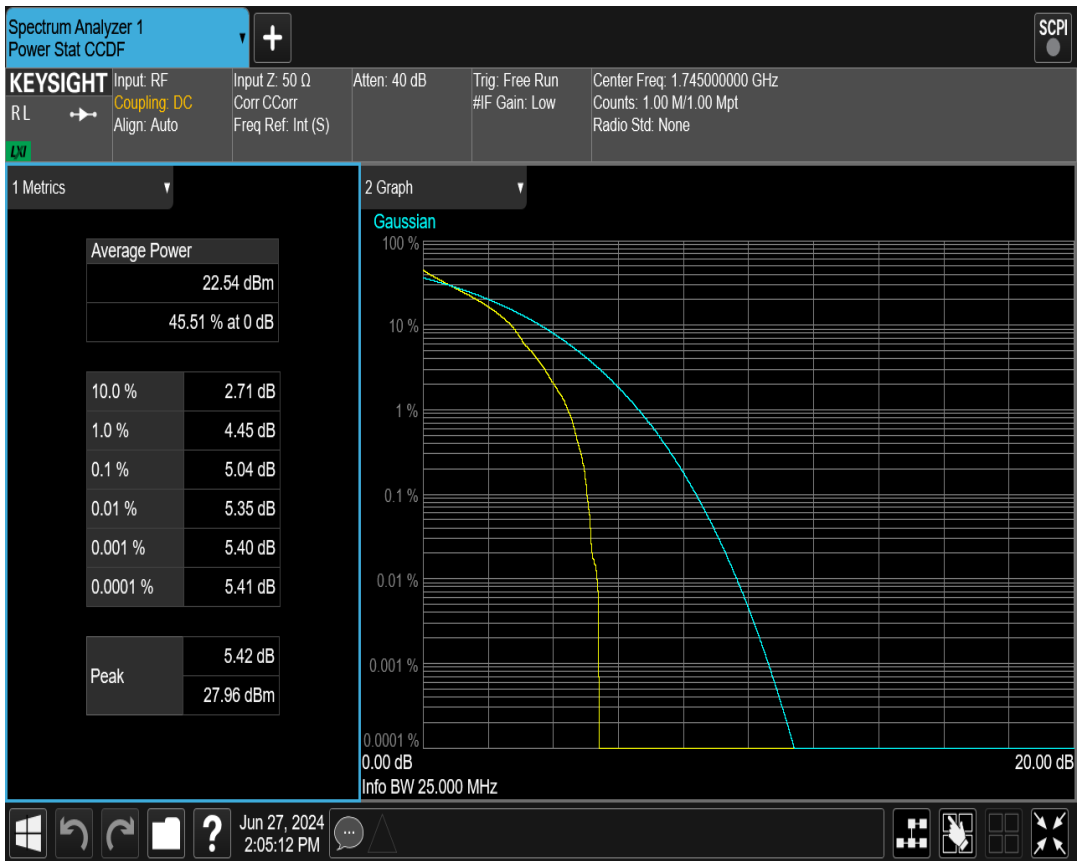 Spectrum Analyzer 1
Power Stat CCDF
+
SCPI
KEYSIGHT
RL
LXI
Input: RF
Coupling: DC
Align: Auto
Input Z: 50 Ω
Corr CCorr
Freq Ref: Int (S)
Atten: 40 dB
Trig: Free Run
#IF Gain: Low
Center Freq: 1.745000000 GHz
Counts: 1.00 M/1.00 Mpt
Radio Std: None
1 Metrics
Average Power
22.54 dBm
45.51 % at 0 dB
10.0 % 2.71 dB
1.0 % 4.45 dB
0.1 % 5.04 dB
0.01 % 5.35 dB
0.001 % 5.40 dB
0.0001 % 5.41 dB
Peak
5.42 dB
27.96 dBm
2 Graph
Gaussian
100 %
10 %
1 %
0.1 %
0.01 %
0.001 %
0.0001 %
0.00 dB 20.00 dB
Info BW 25.000 MHz
?
Jun 27, 2024
2:05:12 PM